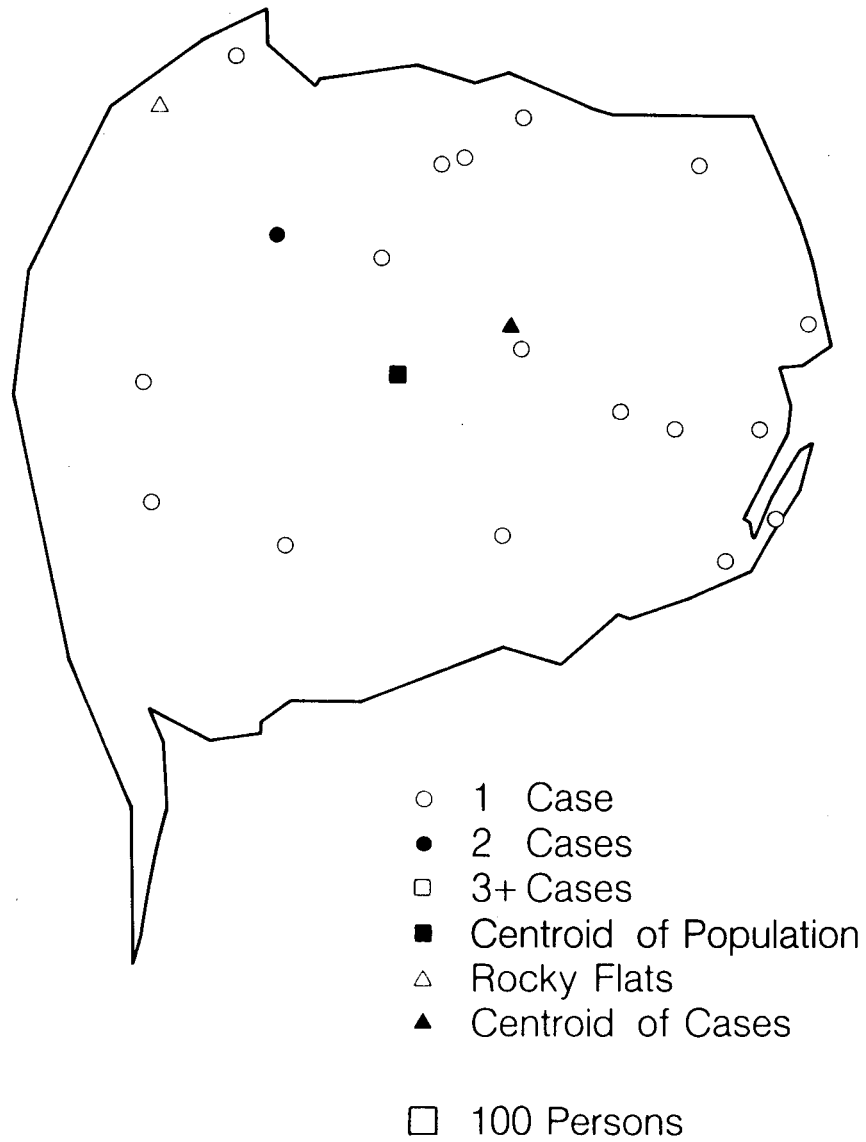 1 Case
2 Cases
3+ Cases
Centroid of Population
Rocky Flats
Centroid of Cases
100 Persons